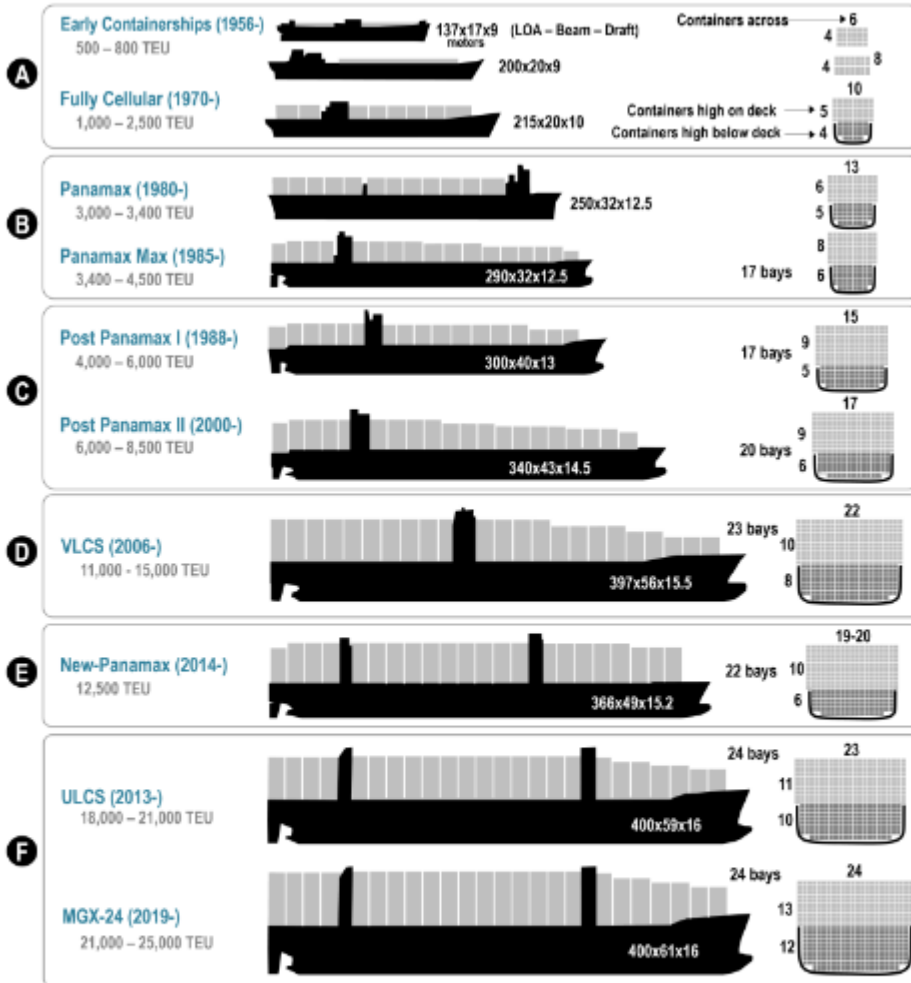 A
Early Containerships (1956-)
500 – 800 TEU
137x17x9 (LOA – Beam – Draft)
meters
200x20x9
Containers across 6
4
4 8
Fully Cellular (1970-)
1,000 – 2,500 TEU
215x20x10
10
Containers high on deck 5
Containers high below deck 4
B
Panamax (1980-)
3,000 – 3,400 TEU
250x32x12.5
13
6
5
Panamax Max (1985-)
3,400 – 4,500 TEU
290x32x12.5
17 bays
8
6
C
Post Panamax I (1988-)
4,000 – 6,000 TEU
300x40x13
17 bays
15
9
5
Post Panamax II (2000-)
6,000 – 8,500 TEU
340x43x14.5
20 bays
17
9
6
D
VLCS (2006-)
11,000 - 15,000 TEU
397x56x15.5
23 bays
22
10
8
E
New-Panamax (2014-)
12,500 TEU
366x49x15.2
22 bays
19-20
10
6
F
ULCS (2013-)
18,000 – 21,000 TEU
400x59x16
24 bays
23
11
10
MGX-24 (2019-)
21,000 – 25,000 TEU
400x61x16
24 bays
24
13
12